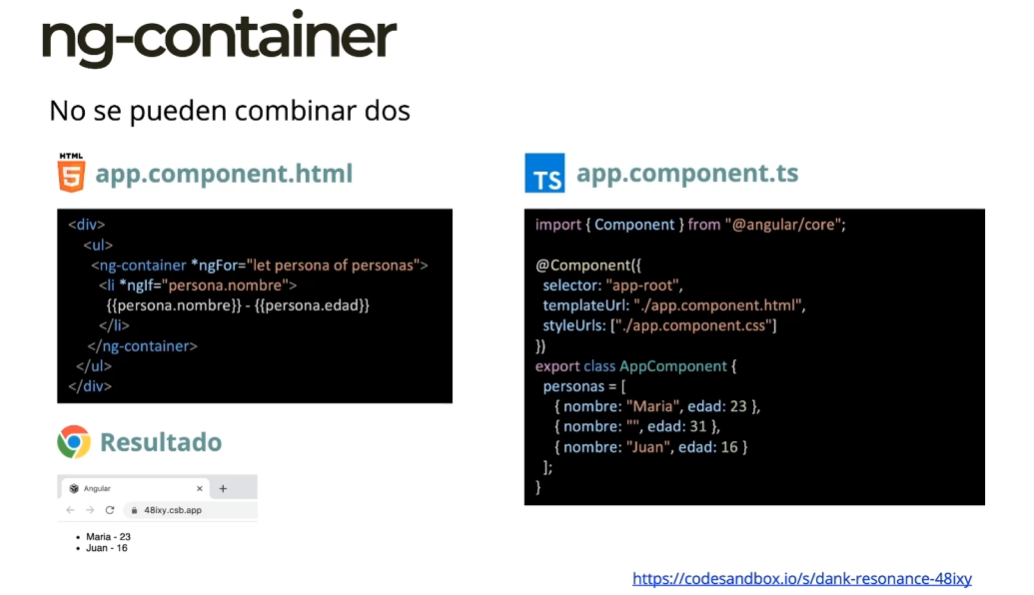 ng-container
No se pueden combinar dos
HTML
5
app.component.html
<div>
<ul>
<ng-container *ngFor="let persona of personas">
<li *ngIf="persona.nombre">
{{persona.nombre}} - {{persona.edad}}
</li>
</ng-container>
</ul>
</div>
Resultado
Angular
48ixy.csb.app
• Maria - 23
• Juan - 16
TS
app.component.ts
import { Component } from "@angular/core";
@Component({
selector: "app-root",
templateUrl: "./app.component.html",
styleUrls: ["./app.component.css"]
})
export class AppComponent {
personas = [
{ nombre: "Maria", edad: 23 },
{ nombre: "", edad: 31 },
{ nombre: "Juan", edad: 16 }
];
}
https://codesandbox.io/s/dank-resonance-48ixy